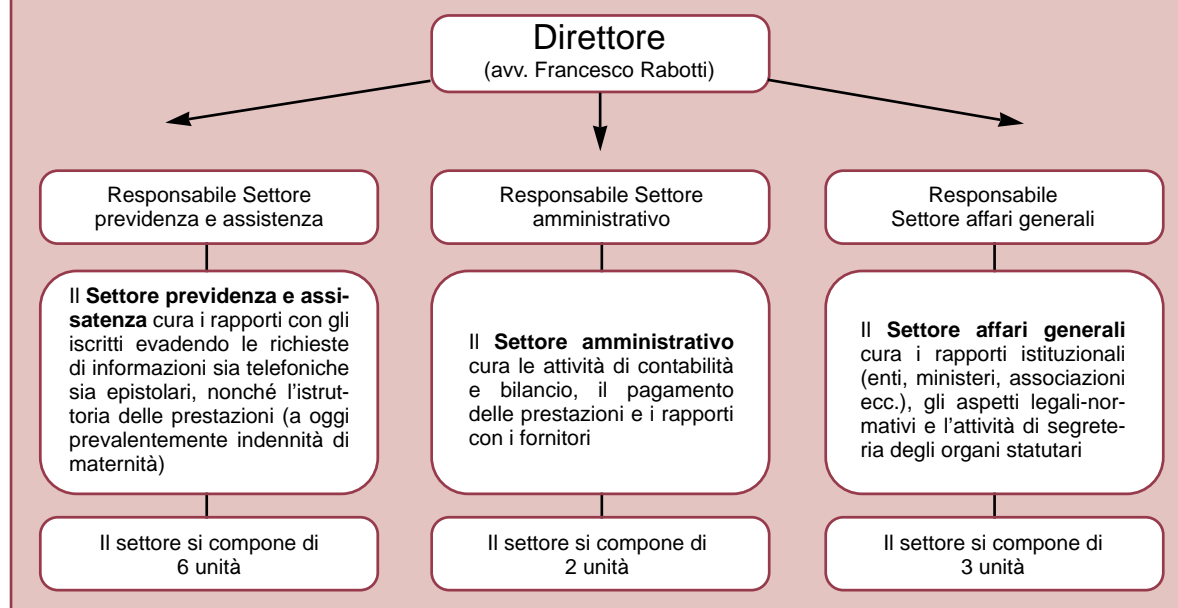 Direttore
(avv. Francesco Rabotti)
Responsabile Settore
previdenza e assistenza
Responsabile Settore
amministrativo
Responsabile
Settore affari generali
Il Settore previdenza e assi-
satenza cura i rapporti con gli
iscritti evadendo le richieste
di informazioni sia telefoniche
sia epistolari, nonché l'istrut-
toria delle prestazioni (a oggi
prevalentemente indennità di
maternità)
Il Settore amministrativo
cura le attività di contabilità
e bilancio, il pagamento
delle prestazioni e i rapporti
con i fornitori
Il Settore affari generali
cura i rapporti istituzionali
(enti, ministeri, associazioni
ecc.), gli aspetti legali-nor-
mativi e l'attività di segrete-
ria degli organi statutari
Il settore si compone di
6 unità
Il settore si compone di
2 unità
Il settore si compone di
3 unità